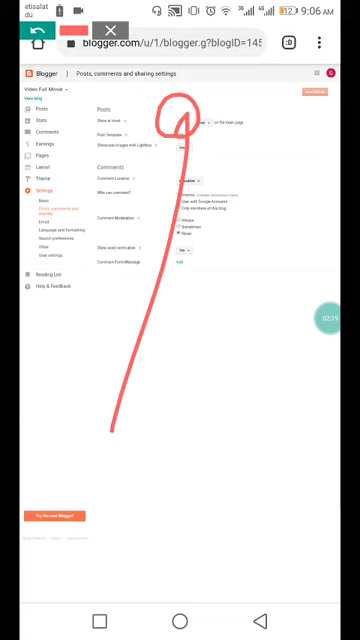 etisalat
du
9:06 AM
blogger.com/u/1/blogger.g?blogID=145
:D
Blogger
Posts, comments and sharing settings
G
Video Full Movie
View blog
Posts
Stats
Comments
Earnings
Pages
Layout
Theme
Settings
Basic
Posts, comments and
sharing
Email
Language and formatting
Search preferences
Other
User settings
Reading List
Help & Feedback
Try the new Blogger!
Posts
Show at most
on the main page
Post Template
Showcase images with Lightbox
Comments
Comment Location
Who can comment?
User with Google Accounts
Only members of this blog
Comment Moderation
Always
Sometimes
Never
Show word verification
Yes
Comment Form Message
Add
02:19